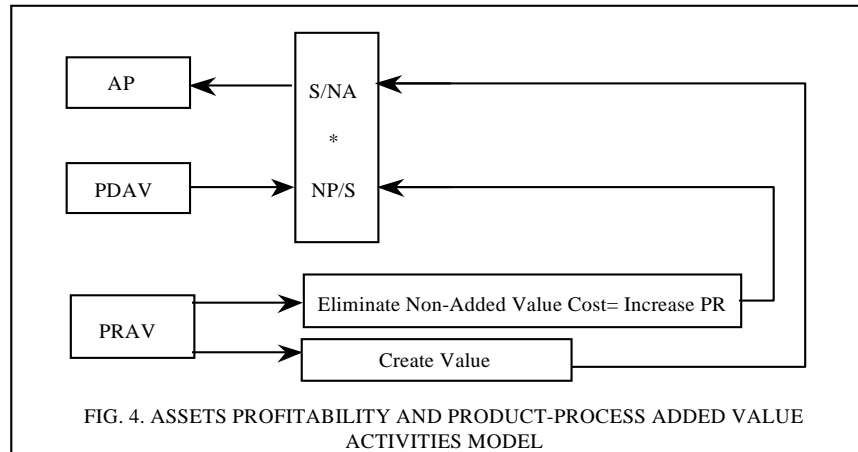 AP
S/NA
*
PDAV
NP/S
PRAV
Eliminate Non-Added Value Cost= Increase PR
Create Value
FIG. 4. ASSETS PROFITABILITY AND PRODUCT-PROCESS ADDED VALUE
ACTIVITIES MODEL